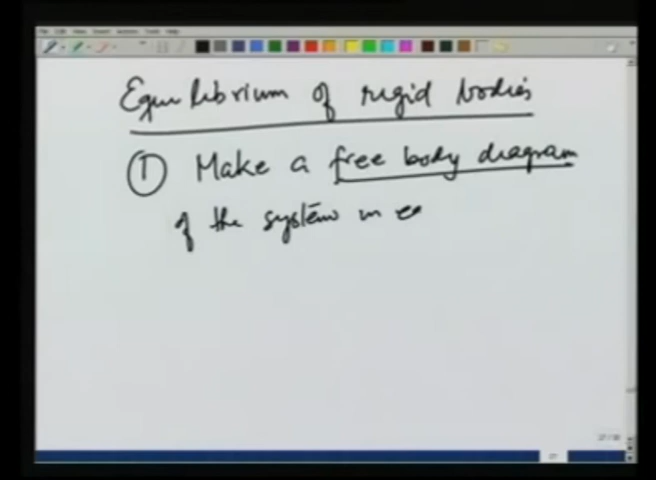 Equilibrium of rigid bodies
① Make a free body diagram
of the system in